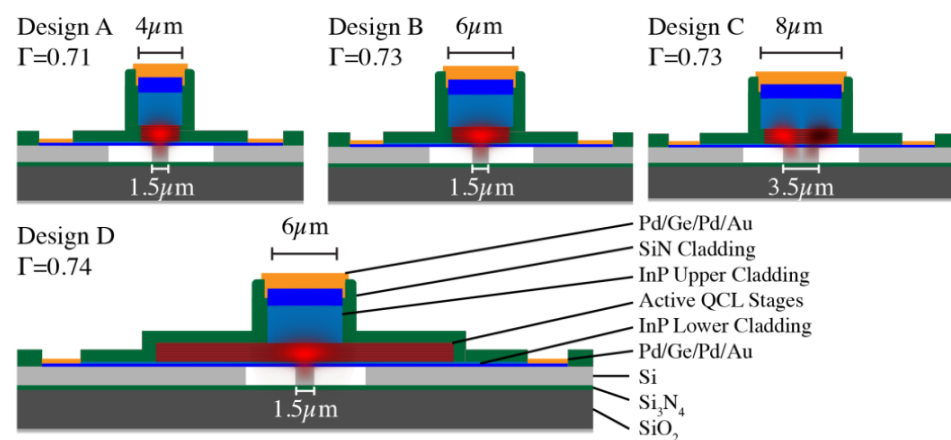 Design A
Γ=0.71
4µm
1.5µm
Design B
Γ=0.73
6µm
1.5µm
Design C
Γ=0.73
8µm
3.5µm
Design D
Γ=0.74
6µm
1.5µm
Pd/Ge/Pd/Au
SiN Cladding
InP Upper Cladding
Active QCL Stages
InP Lower Cladding
Pd/Ge/Pd/Au
Si
Si₃N₄
SiO₂